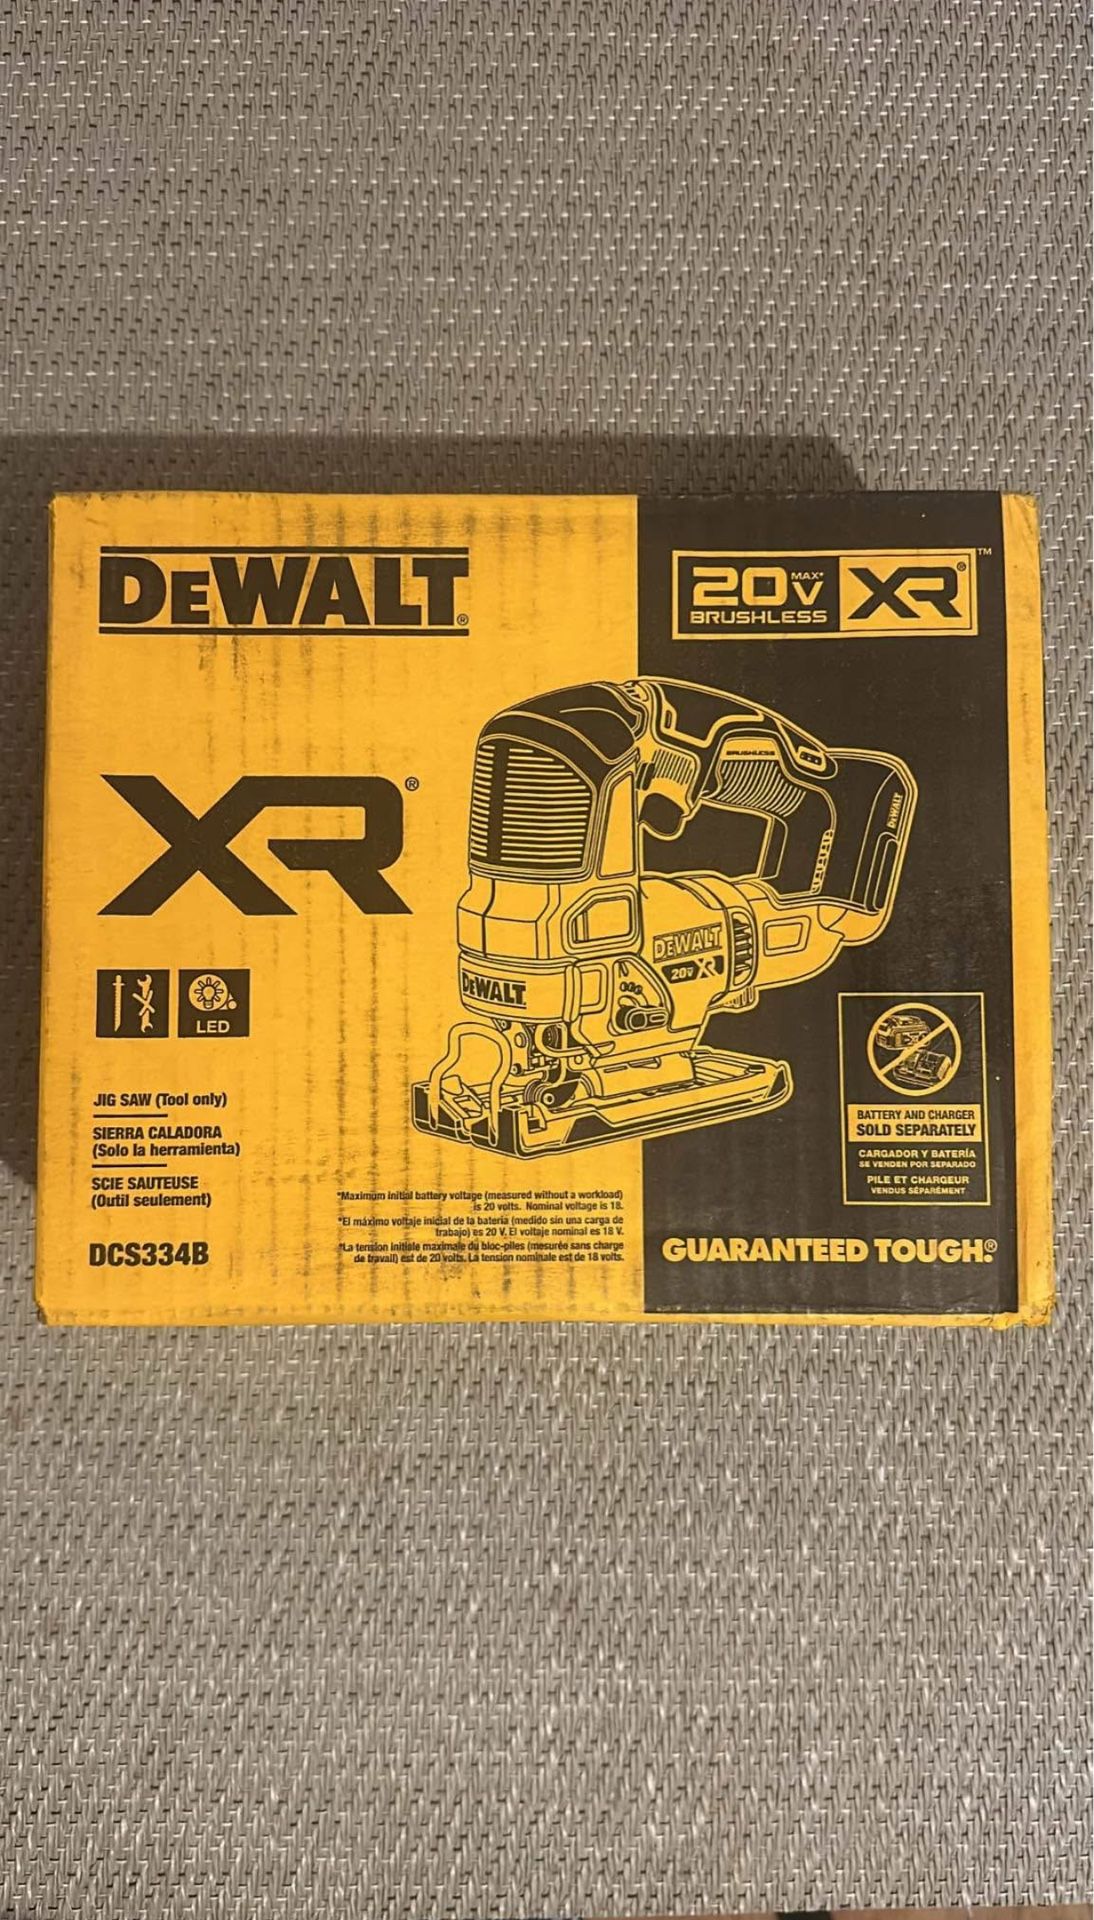 DEWALT®
20V MAX* XR® ™
BRUSHLESS
XR®
BRUSHLESS
DEWALT
DEWALT
20V XR
DEWALT
LED
JIG SAW (Tool only)
SIERRA CALADORA
(Solo la herramienta)
SCIE SAUTEUSE
(Outil seulement)
DCS334B
*Maximum initial battery voltage (measured without a workload)
is 20 volts. Nominal voltage is 18.
*El máximo voltaje inicial de la batería (medido sin una carga de
trabajo) es 20 V. El voltaje nominal es 18 V.
*La tension initiale maximale du bloc-piles (mesurée sans charge
de travail) est de 20 volts. La tension nominale est de 18 volts.
BATTERY AND CHARGER
SOLD SEPARATELY
CARGADOR Y BATERÍA
SE VENDEN POR SEPARADO
PILE ET CHARGEUR
VENDUS SÉPARÉMENT
GUARANTEED TOUGH®